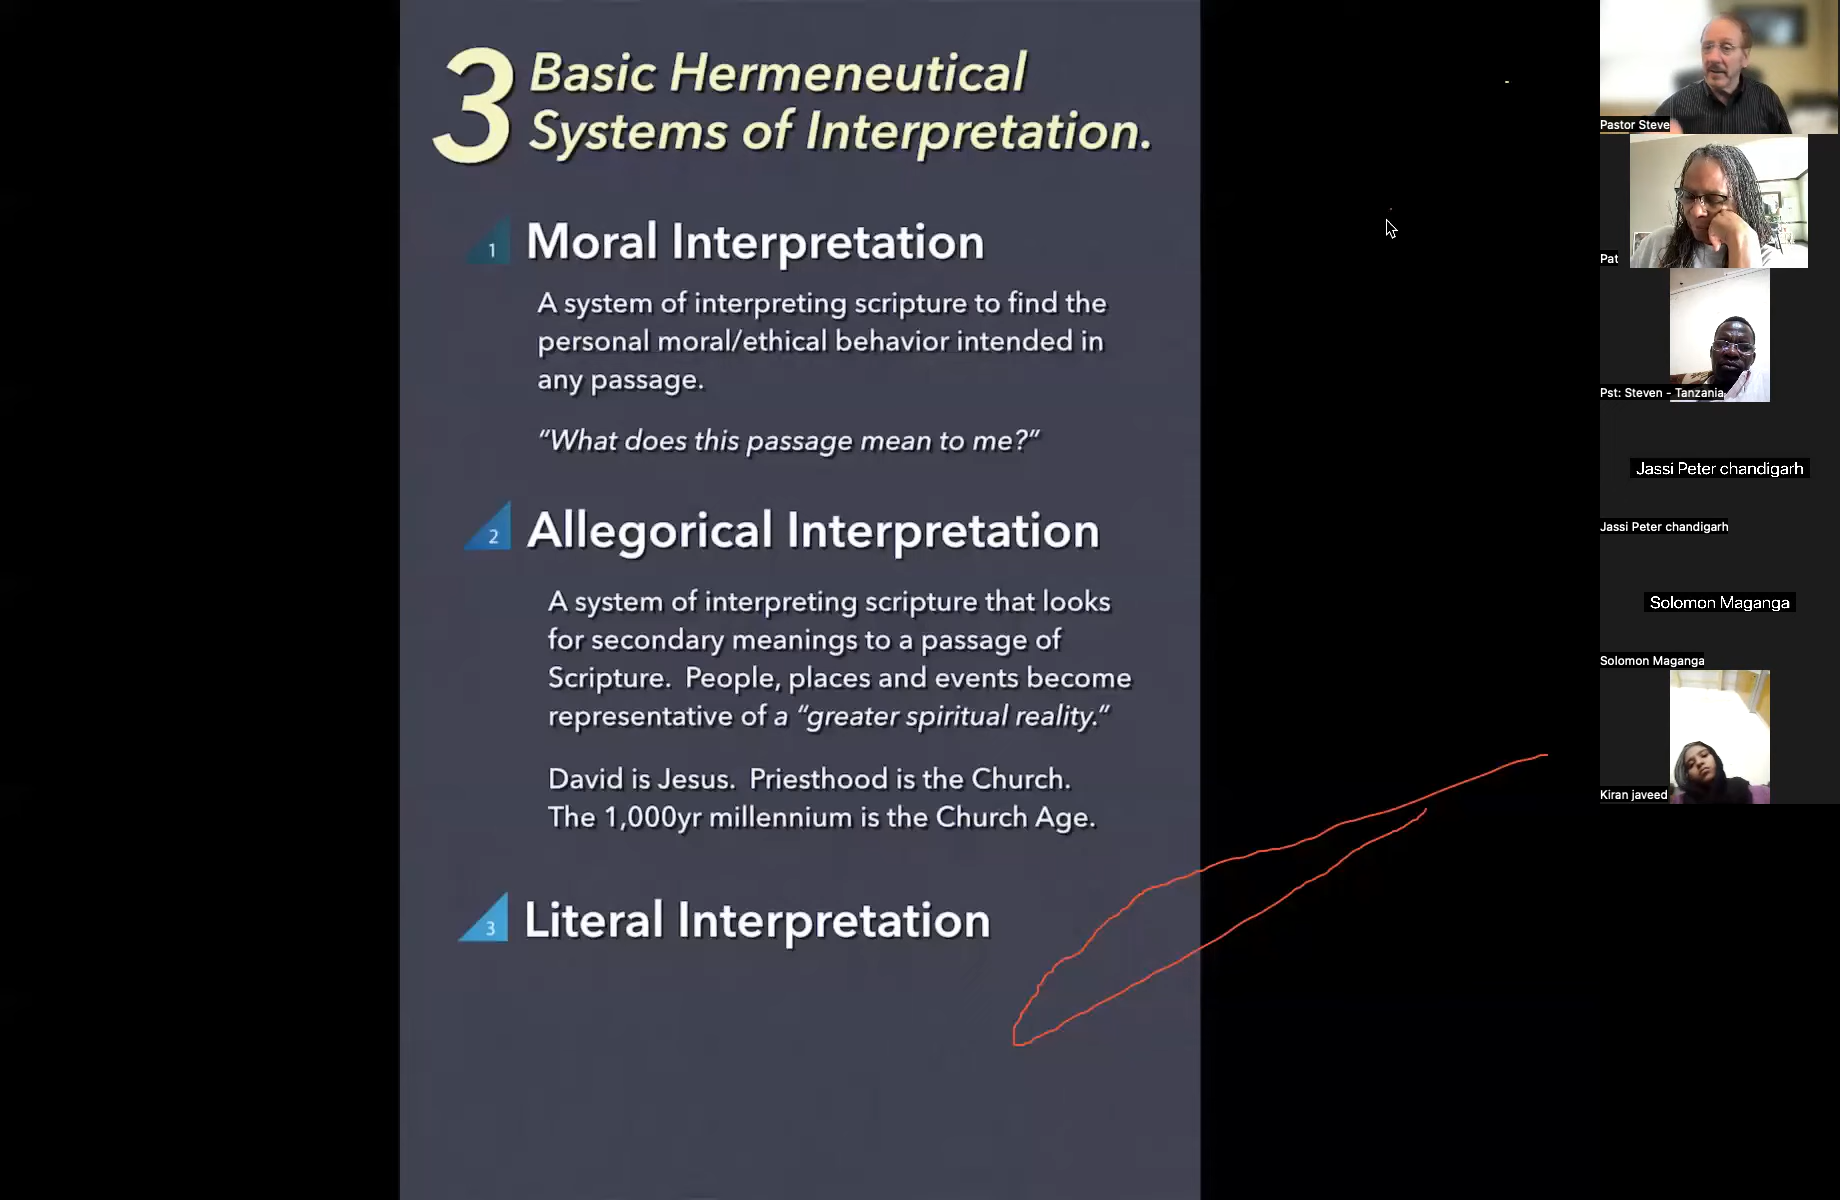 3 Basic Hermeneutical
Systems of Interpretation.
1 Moral Interpretation
A system of interpreting scripture to find the
personal moral/ethical behavior intended in
any passage.
“What does this passage mean to me?”
2 Allegorical Interpretation
A system of interpreting scripture that looks
for secondary meanings to a passage of
Scripture. People, places and events become
representative of a “greater spiritual reality.”
David is Jesus. Priesthood is the Church.
The 1,000yr millennium is the Church Age.
3 Literal Interpretation
Pastor Steve
Pat
Pst: Steven - Tanzania
Jassi Peter chandigarh
Jassi Peter chandigarh
Solomon Maganga
Solomon Maganga
Kiran javeed